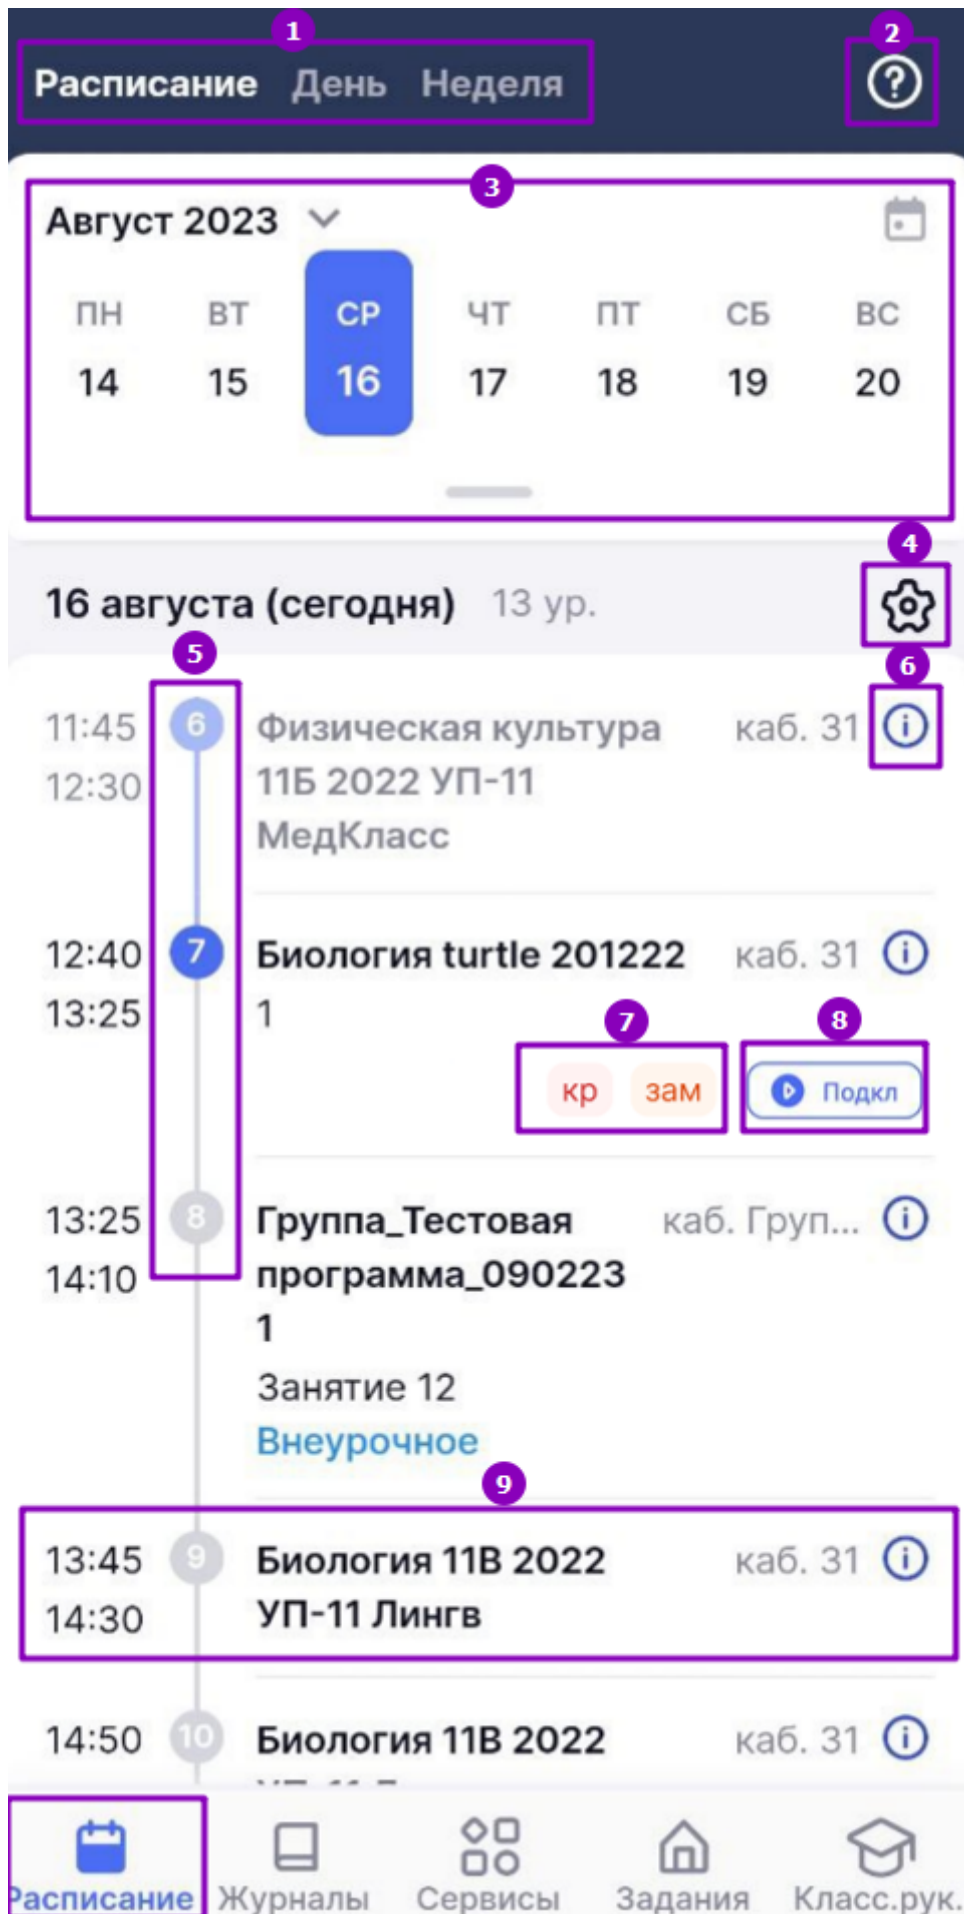 1
2
Расписание День Неделя
3
Август 2023
ПН ВТ СР ЧТ ПТ СБ ВС
14 15 16 17 18 19 20
4
16 августа (сегодня) 13 ур.
5
6
11:45 6 Физическая культура каб. 31
12:30 11Б 2022 УП-11
МедКласс
12:40 7 Биология turtle 201222 каб. 31
13:25 1
7
8
кр зам Подкл
13:25 8 Группа_Тестовая каб. Груп...
14:10 программа_090223
1
Занятие 12
Внеурочное
9
13:45 9 Биология 11В 2022 каб. 31
14:30 УП-11 Лингв
14:50 10 Биология 11В 2022 каб. 31
Расписание Журналы Сервисы Задания Класс.рук.